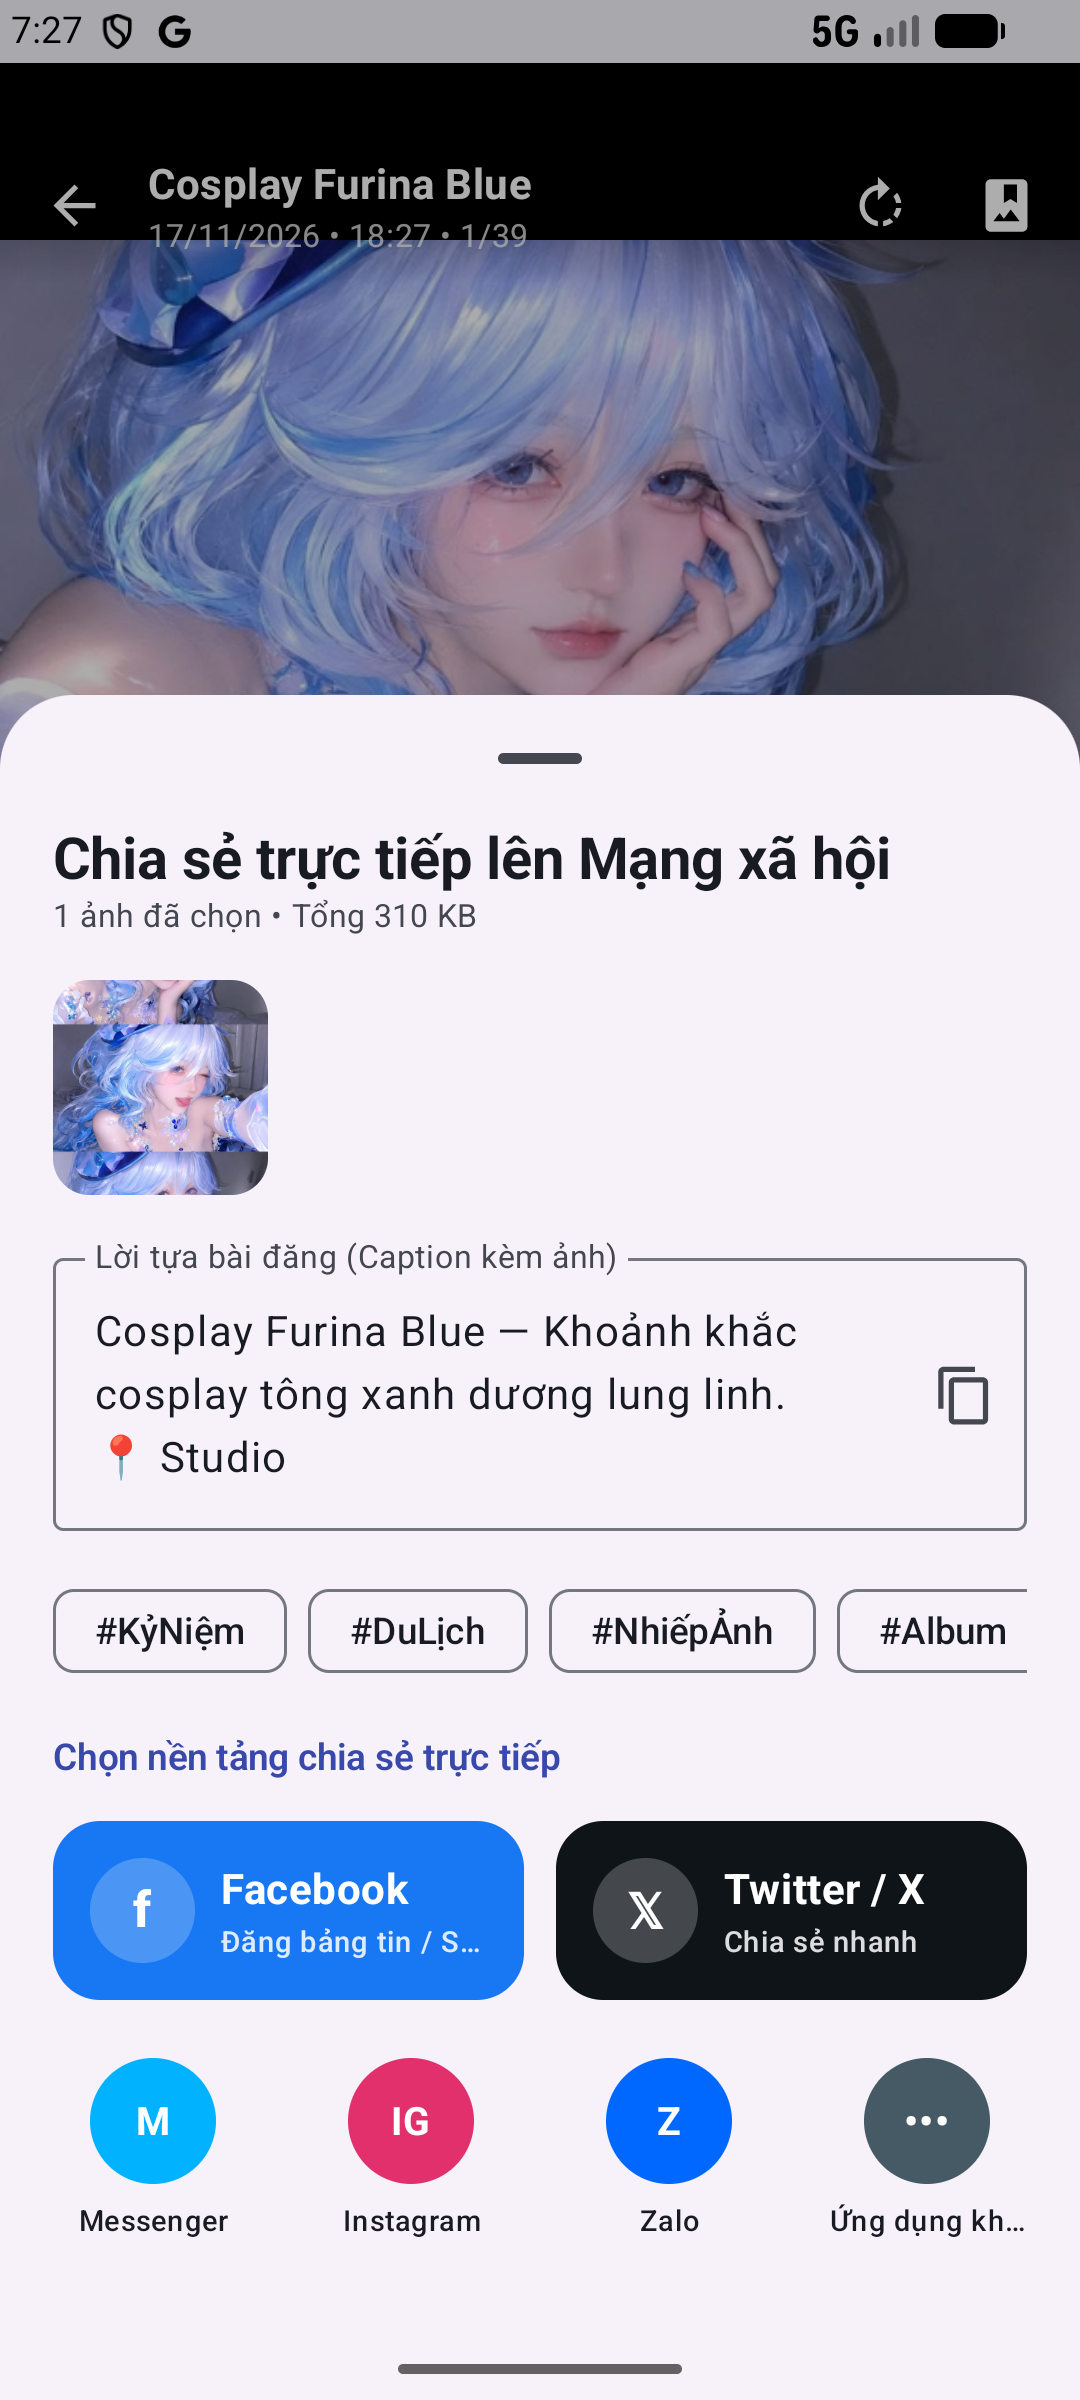 7:27
5G
Cosplay Furina Blue
17/11/2026 • 18:27 • 1/39
Chia sẻ trực tiếp lên Mạng xã hội
1 ảnh đã chọn • Tổng 310 KB
Lời tựa bài đăng (Caption kèm ảnh)
Cosplay Furina Blue — Khoảnh khắc
cosplay tông xanh dương lung linh.
📍 Studio
#KỷNiệm #DuLịch #NhiếpẢnh #Album
Chọn nền tảng chia sẻ trực tiếp
f Facebook
Đăng bảng tin / S...
𝕏 Twitter / X
Chia sẻ nhanh
M IG Z
Messenger Instagram Zalo Ứng dụng kh...